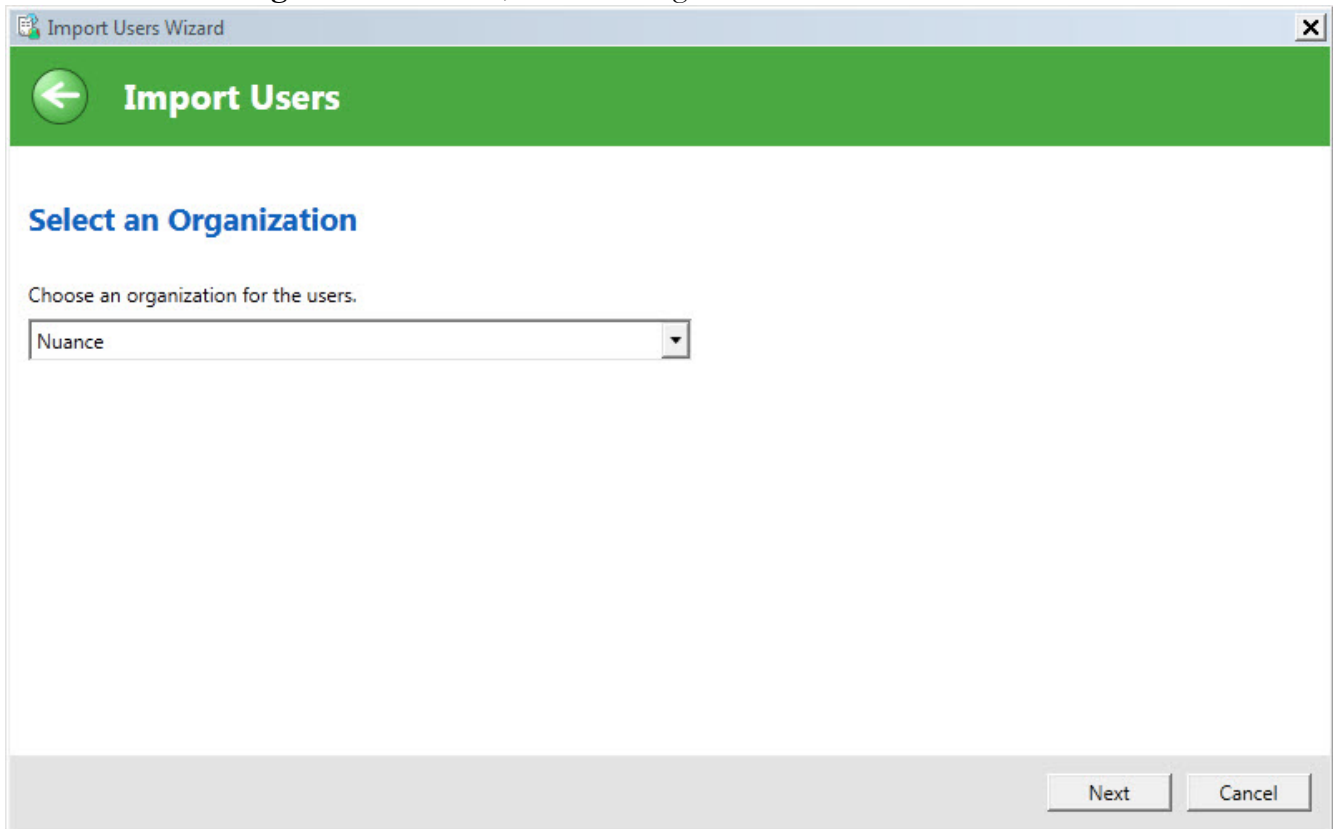 Import Users Wizard
Import Users
Select an Organization
Choose an organization for the users.
Nuance
Next Cancel